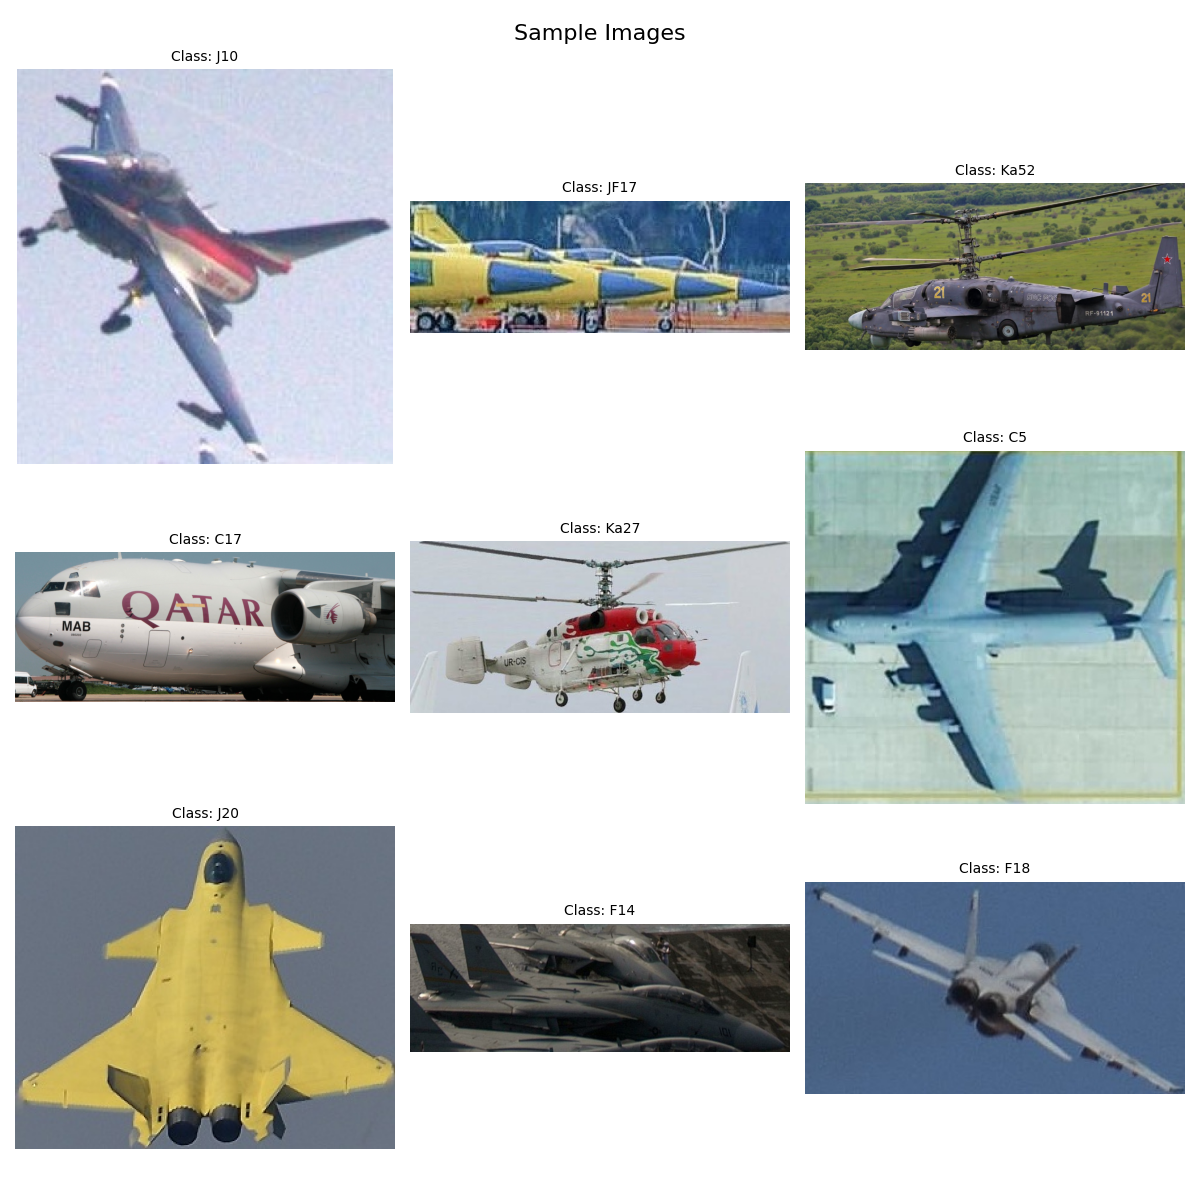 Sample Images
Class: J10
Class: JF17
Class: Ka52
21
21
RF-91121
Class: C17
QATAR
MAB
Class: Ka27
UR-CIS
Class: C5
Class: J20
Class: F14
101
Class: F18